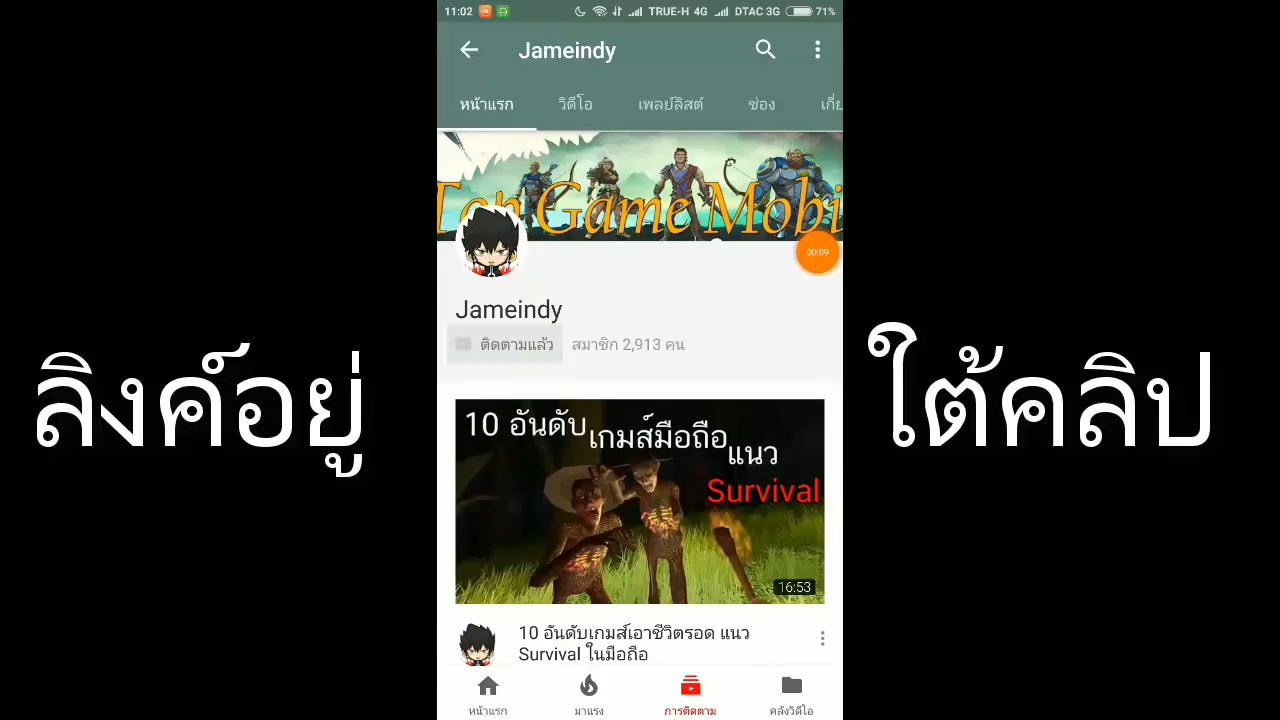 11:02 TRUE-H 4G DTAC 3G 71%
Jameindy
หน้าแรก วิดีโอ เพลย์ลิสต์ ช่อง
Top Game Mobi
00:09
Jameindy
ติดตามแล้ว สมาชิก 2,913 คน
ลิงค์อยู่
ใต้คลิป
10 อันดับเกมส์มือถือแนว
Survival
16:53
10 อันดับเกมส์เอาชีวิตรอด แนว
Survival ในมือถือ
หน้าแรก มาแรง การติดตาม คลังวิดีโอ